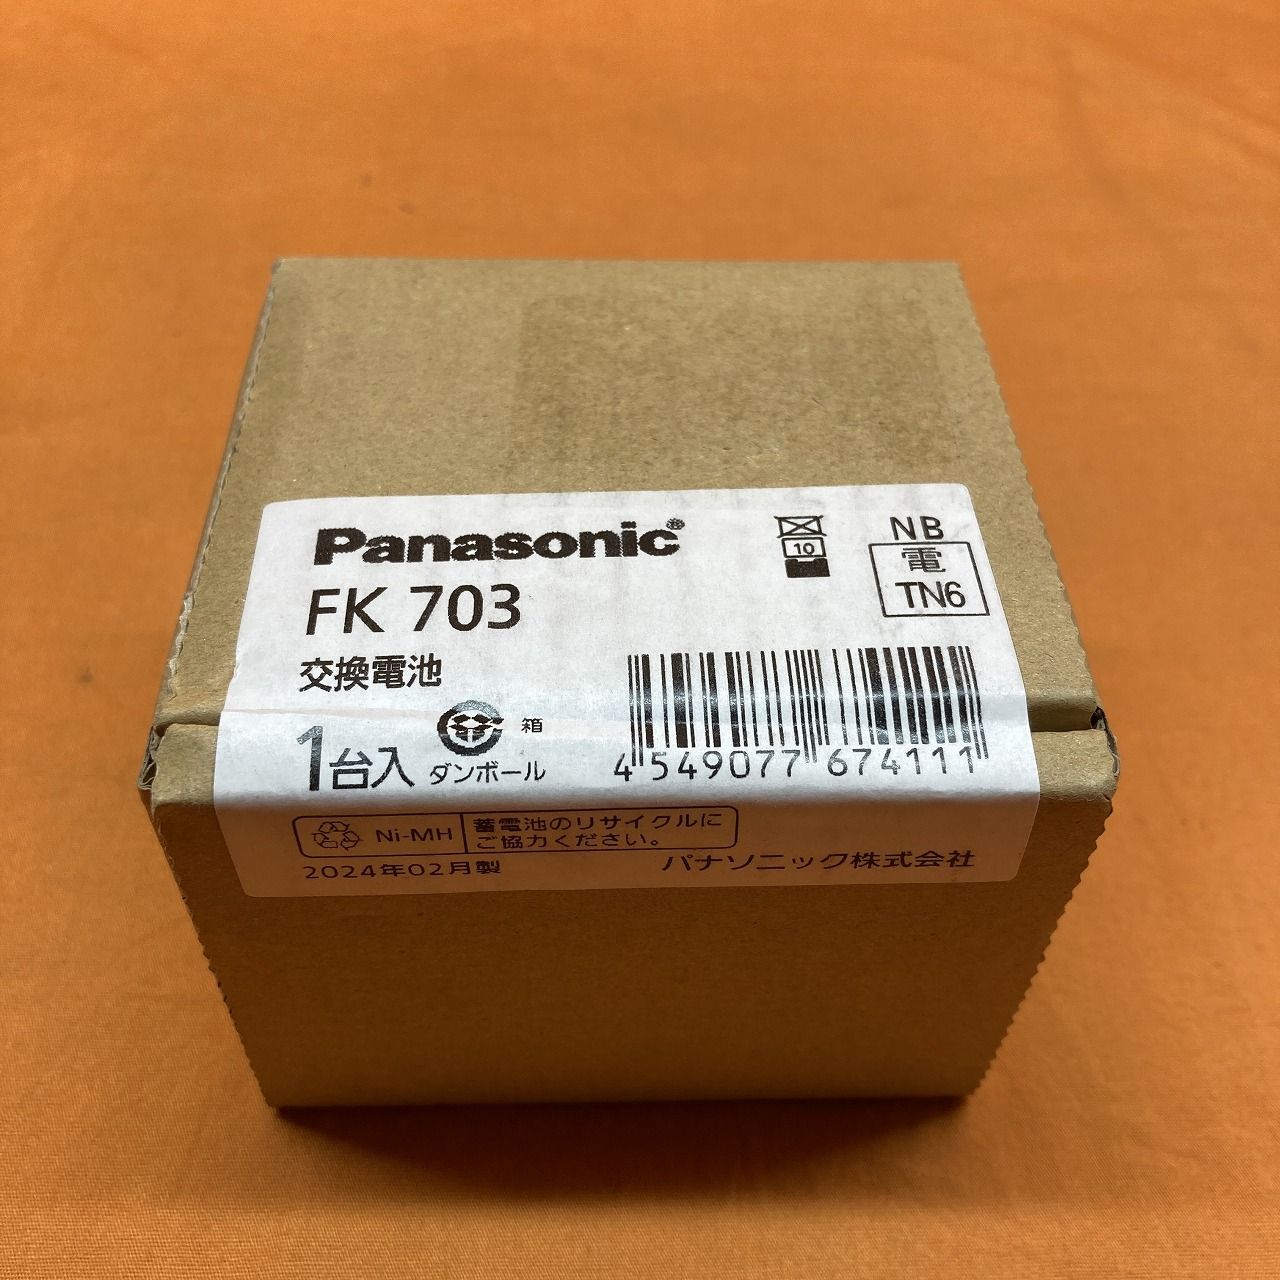 Panasonic®
FK 703
交換電池
1台入
箱
ダンボール
10
NB
電
TN6
4 549077 674111
Ni-MH
蓄電池のリサイクルに
ご協力ください。
2024年02月製
パナソニック株式会社